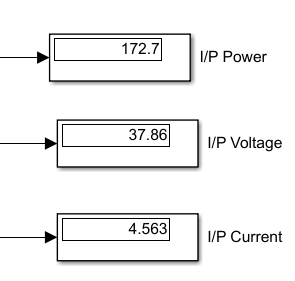 172.7 I/P Power
37.86 I/P Voltage
4.563 I/P Current